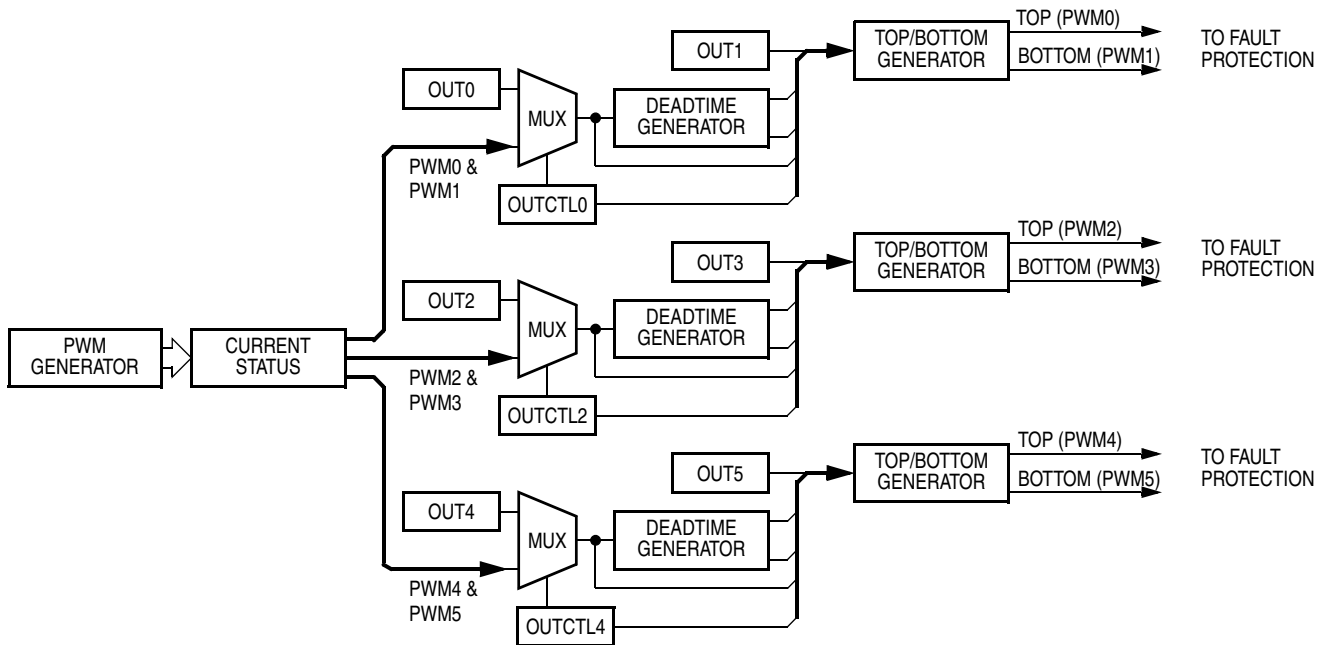 OUT1
TOP/BOTTOM
GENERATOR
TOP (PWM0)
BOTTOM (PWM1)
TO FAULT
PROTECTION
OUT0
MUX
DEADTIME
GENERATOR
PWM0 &
PWM1
OUTCTL0
OUT3
TOP/BOTTOM
GENERATOR
TOP (PWM2)
BOTTOM (PWM3)
TO FAULT
PROTECTION
OUT2
MUX
DEADTIME
GENERATOR
PWM
GENERATOR
CURRENT
STATUS
PWM2 &
PWM3
OUTCTL2
OUT5
TOP/BOTTOM
GENERATOR
TOP (PWM4)
BOTTOM (PWM5)
TO FAULT
PROTECTION
OUT4
MUX
DEADTIME
GENERATOR
PWM4 &
PWM5
OUTCTL4